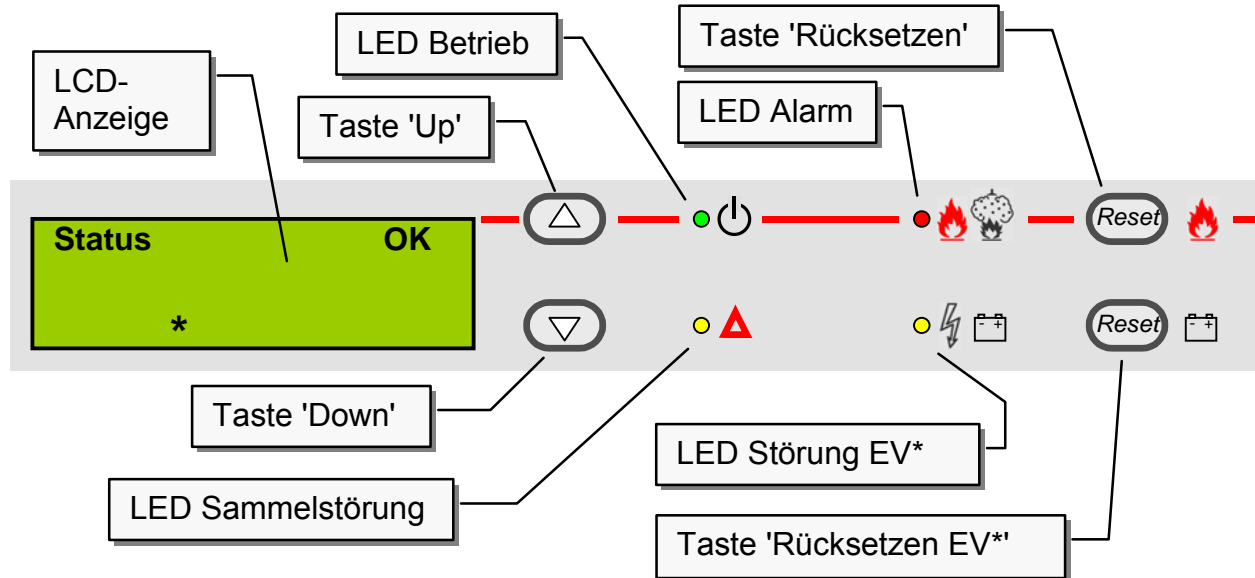 LED Betrieb
Taste 'Rücksetzen'
LCD-
Anzeige
Taste 'Up'
LED Alarm
Status OK
Reset
*
Reset
- +
- +
Taste 'Down'
LED Störung EV*
LED Sammelstörung
Taste 'Rücksetzen EV*'